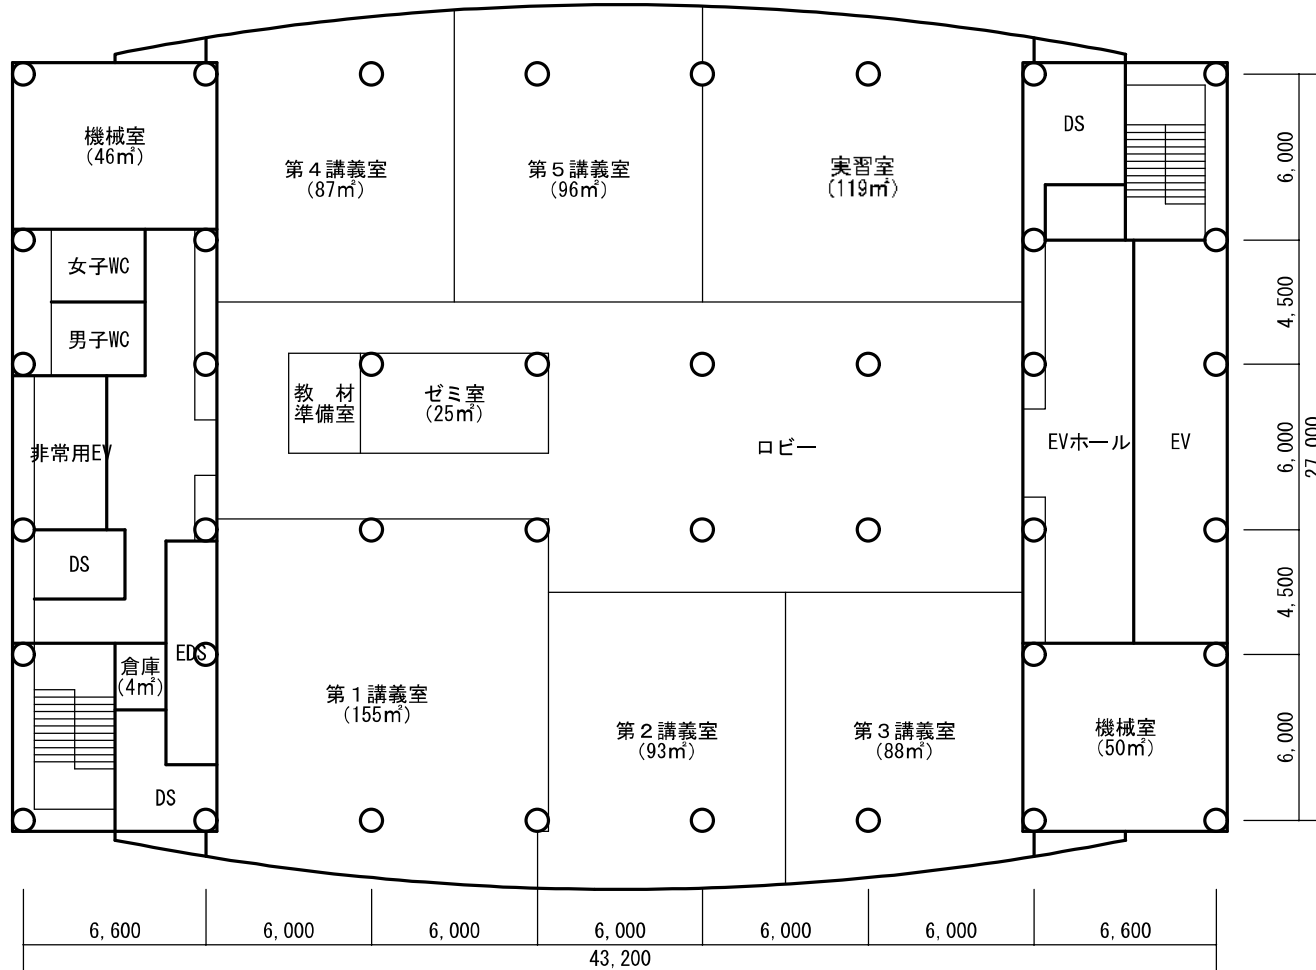 機械室
(46㎡)
第4講義室
(87㎡)
第5講義室
(96㎡)
実習室
(119㎡)
DS
6,000
女子WC
男子WC
4,500
教 材
準備室
ゼミ室
(25㎡)
非常用EV
ロビー
EVホール
EV
6,000
27,000
DS
4,500
EDS
倉庫
(4㎡)
第1講義室
(155㎡)
第2講義室
(93㎡)
第3講義室
(88㎡)
機械室
(50㎡)
6,000
DS
6,600
6,000
6,000
6,000
6,000
6,000
6,600
43,200